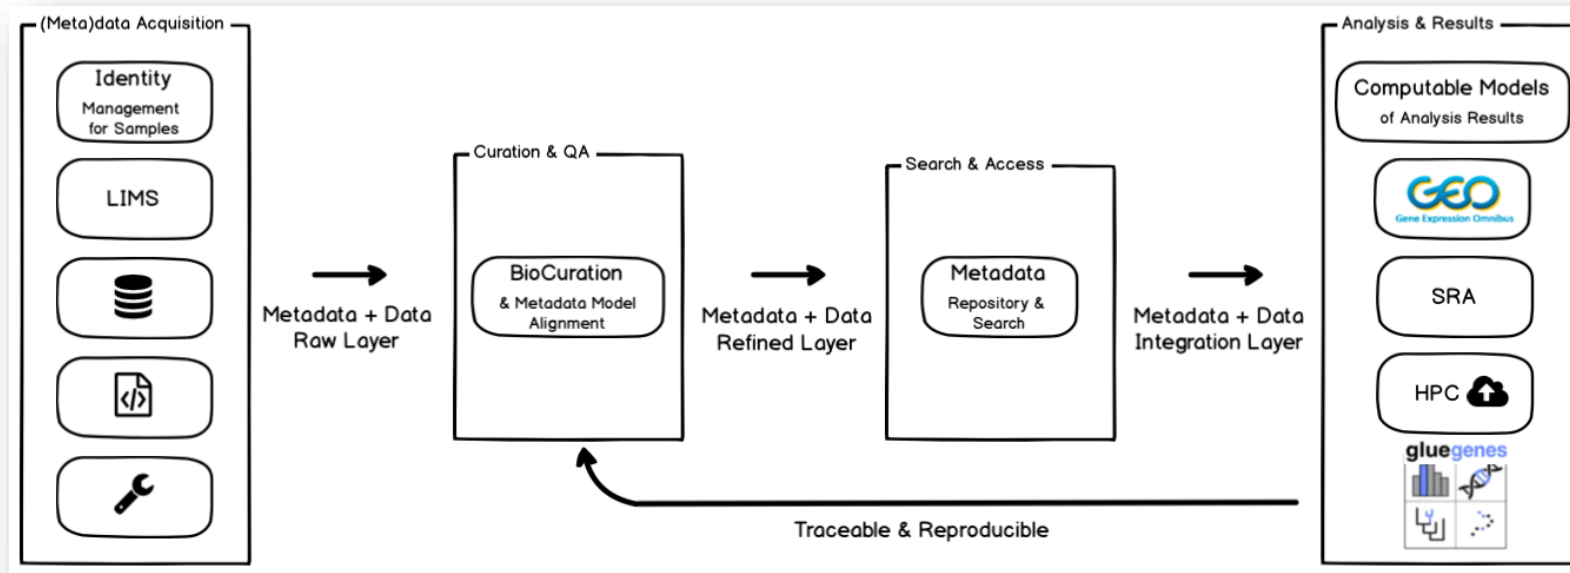 (Meta)data Acquisition
Identity
Management
for Samples
LIMS
Metadata + Data
Raw Layer
Curation & QA
BioCuration
& Metadata Model
Alignment
Metadata + Data
Refined Layer
Search & Access
Metadata
Repository &
Search
Metadata + Data
Integration Layer
Analysis & Results
Computable Models
of Analysis Results
GEO
Gene Expression Omnibus
SRA
HPC
gluegenes
Traceable & Reproducible